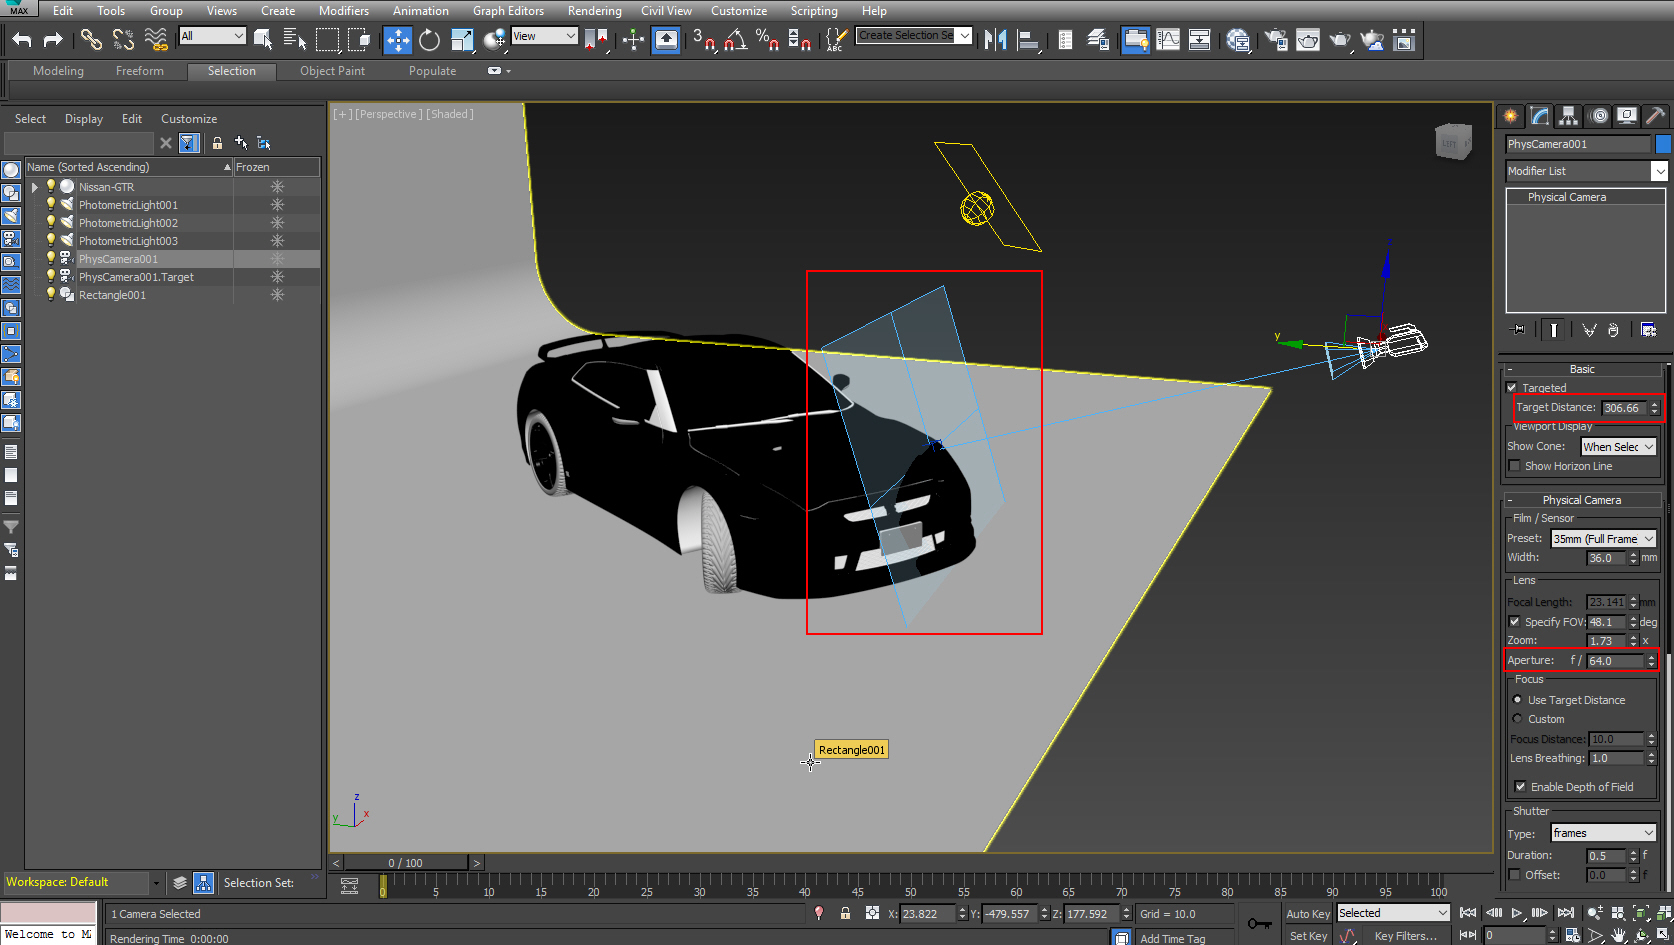 MAX
Edit Tools Group Views Create Modifiers Animation Graph Editors Rendering Civil View Customize Scripting Help
All
View
3
%
ABC
Create Selection Se
Modeling Freeform Selection Object Paint Populate
Select Display Edit Customize
Name (Sorted Ascending) Frozen
Nissan-GTR
PhotometricLight001
PhotometricLight002
PhotometricLight003
PhysCamera001
PhysCamera001.Target
Rectangle001
[+] [Perspective] [Shaded]
LEFT
z
y
Rectangle001
z
y
x
PhysCamera001
Modifier List
Physical Camera
- Basic
Targeted
Target Distance: 306.66
Viewport Display
Show Cone: When Selec
Show Horizon Line
- Physical Camera
Film / Sensor
Preset: 35mm (Full Frame
Width: 36.0 mm
Lens
Focal Length: 23.141 mm
Specify FOV: 48.1 deg
Zoom: 1.73 x
Aperture: f / 64.0
Focus
Use Target Distance
Custom
Focus Distance: 10.0
Lens Breathing: 1.0
Enable Depth of Field
Shutter
Type: frames
Duration: 0.5 f
Offset: 0.0 f
< 0 / 100 >
Workspace: Default
Selection Set:
0 5 10 15 20 25 30 35 40 45 50 55 60 65 70 75 80 85 90 95 100
1 Camera Selected
X: 23.822 Y: -479.557 Z: 177.592 Grid = 10.0
Auto Key Selected
Welcome to MA
Rendering Time 0:00:00
Add Time Tag
Set Key Key Filters...
0